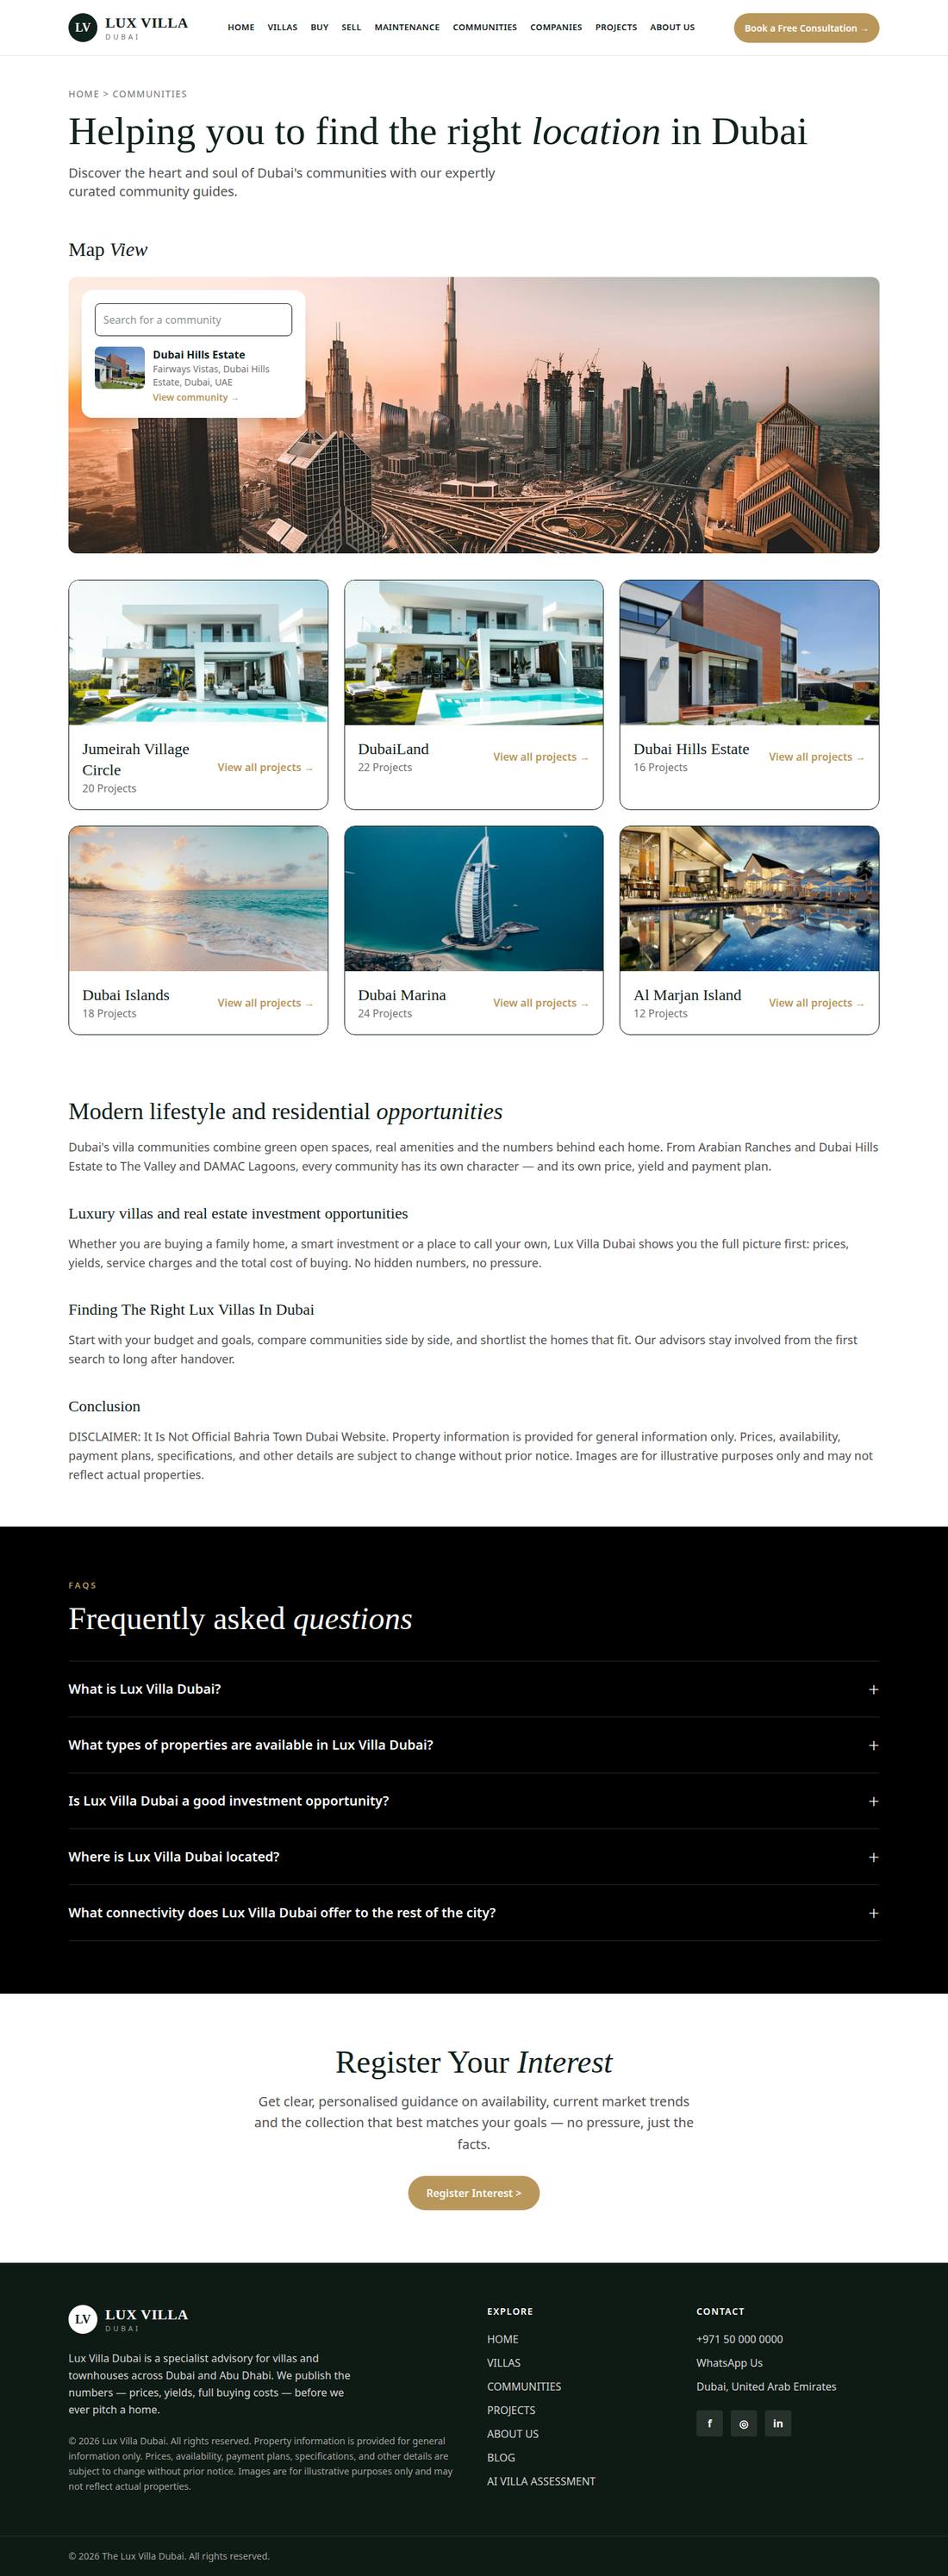 LV LUX VILLA
DUBAI
HOME VILLAS BUY SELL MAINTENANCE COMMUNITIES COMPANIES PROJECTS ABOUT US
Book a Free Consultation →
HOME > COMMUNITIES
Helping you to find the right location in Dubai
Discover the heart and soul of Dubai's communities with our expertly
curated community guides.
Map View
Search for a community
Dubai Hills Estate
Fairways Vistas, Dubai Hills
Estate, Dubai, UAE
View community →
Jumeirah Village
Circle
20 Projects
View all projects →
DubaiLand
22 Projects
View all projects →
Dubai Hills Estate
16 Projects
View all projects →
Dubai Islands
18 Projects
View all projects →
Dubai Marina
24 Projects
View all projects →
Al Marjan Island
12 Projects
View all projects →
Modern lifestyle and residential opportunities
Dubai's villa communities combine green open spaces, real amenities and the numbers behind each home. From Arabian Ranches and Dubai Hills
Estate to The Valley and DAMAC Lagoons, every community has its own character — and its own price, yield and payment plan.
Luxury villas and real estate investment opportunities
Whether you are buying a family home, a smart investment or a place to call your own, Lux Villa Dubai shows you the full picture first: prices,
yields, service charges and the total cost of buying. No hidden numbers, no pressure.
Finding The Right Lux Villas In Dubai
Start with your budget and goals, compare communities side by side, and shortlist the homes that fit. Our advisors stay involved from the first
search to long after handover.
Conclusion
DISCLAIMER: It Is Not Official Bahria Town Dubai Website. Property information is provided for general information only. Prices, availability,
payment plans, specifications, and other details are subject to change without prior notice. Images are for illustrative purposes only and may not
reflect actual properties.
FAQS
Frequently asked questions
What is Lux Villa Dubai? +
What types of properties are available in Lux Villa Dubai? +
Is Lux Villa Dubai a good investment opportunity? +
Where is Lux Villa Dubai located? +
What connectivity does Lux Villa Dubai offer to the rest of the city? +
Register Your Interest
Get clear, personalised guidance on availability, current market trends
and the collection that best matches your goals — no pressure, just the
facts.
Register Interest >
LV LUX VILLA
DUBAI
Lux Villa Dubai is a specialist advisory for villas and
townhouses across Dubai and Abu Dhabi. We publish the
numbers — prices, yields, full buying costs — before we
ever pitch a home.
© 2026 Lux Villa Dubai. All rights reserved. Property information is provided for general
information only. Prices, availability, payment plans, specifications, and other details are
subject to change without prior notice. Images are for illustrative purposes only and may
not reflect actual properties.
EXPLORE
HOME
VILLAS
COMMUNITIES
PROJECTS
ABOUT US
BLOG
AI VILLA ASSESSMENT
CONTACT
+971 50 000 0000
WhatsApp Us
Dubai, United Arab Emirates
f ◎ in
© 2026 The Lux Villa Dubai. All rights reserved.